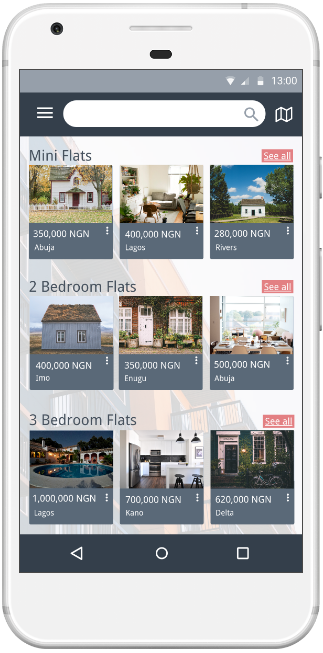 13:00
Mini Flats See all
350,000 NGN 400,000 NGN 280,000 NGN
Abuja Lagos Rivers
2 Bedroom Flats See all
400,000 NGN 350,000 NGN 500,000 NGN
Imo Enugu Abuja
3 Bedroom Flats See all
1,000,000 NGN 700,000 NGN 620,000 NGN
Lagos Kano Delta